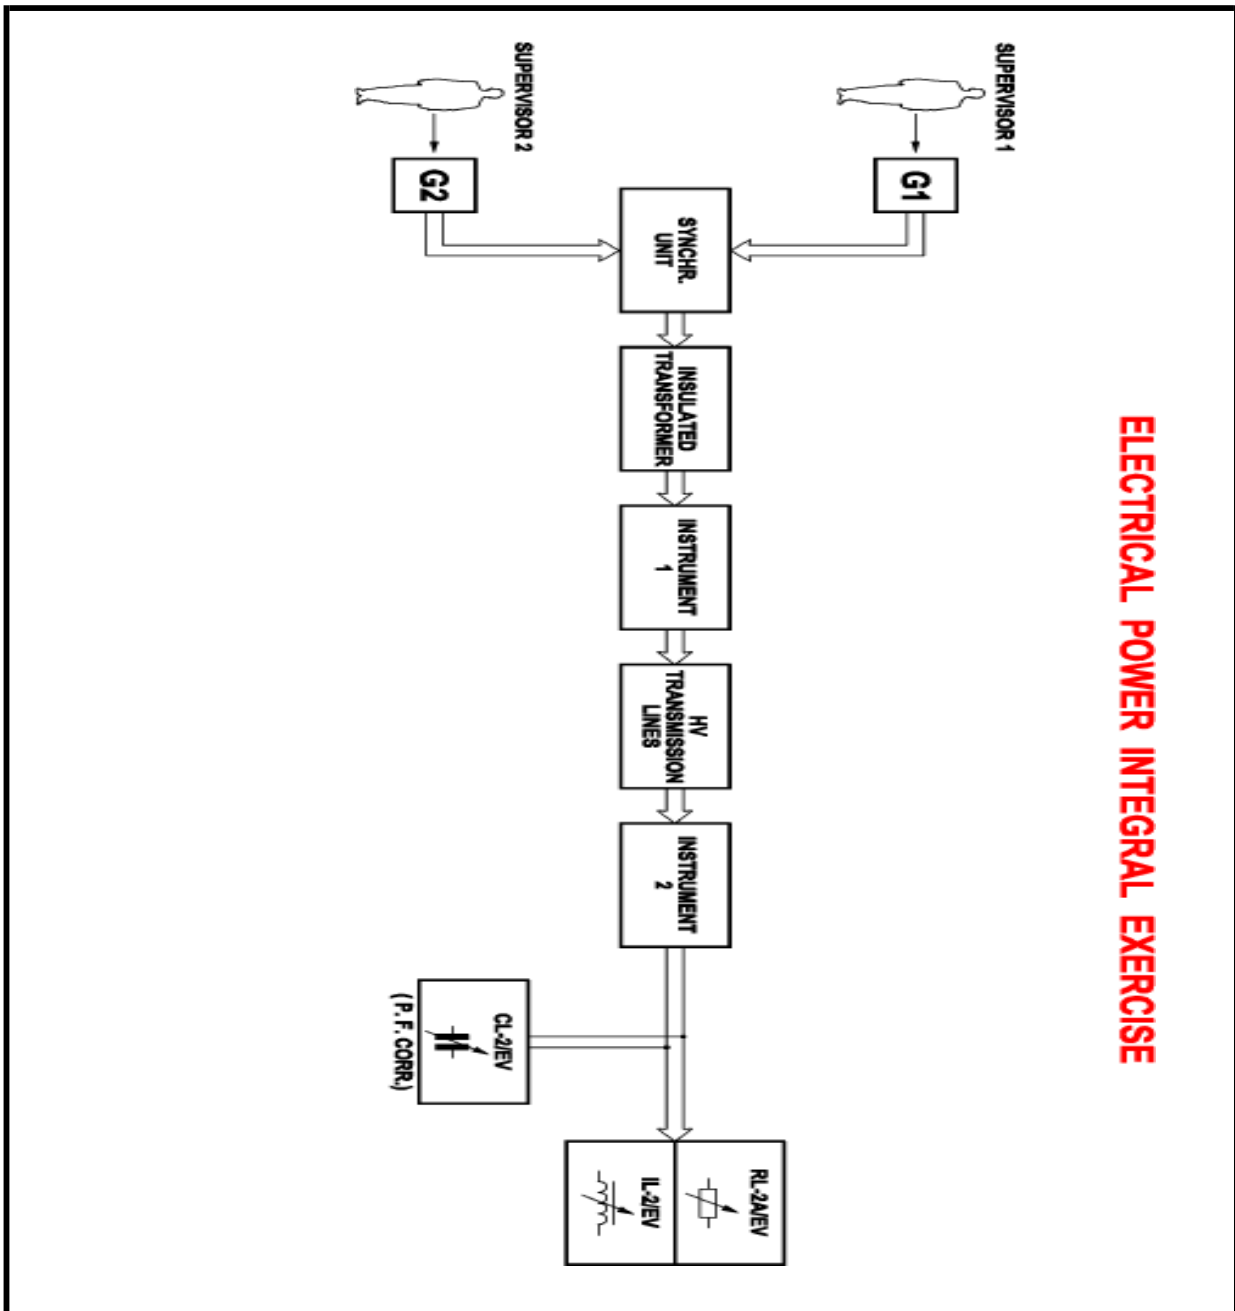 ELECTRICAL POWER INTEGRAL EXERCISE
SUPERVISOR 1
G1
SUPERVISOR 2
G2
SYNCHR.
UNIT
INSULATED
TRANSFORMER
INSTRUMENT
1
HV
TRANSMISSION
LINES
INSTRUMENT
2
CL-2/EV
( P. F. CORR.)
RL-2A/EV
IL-2/EV